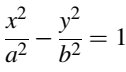 x²/a² − y²/b² = 1